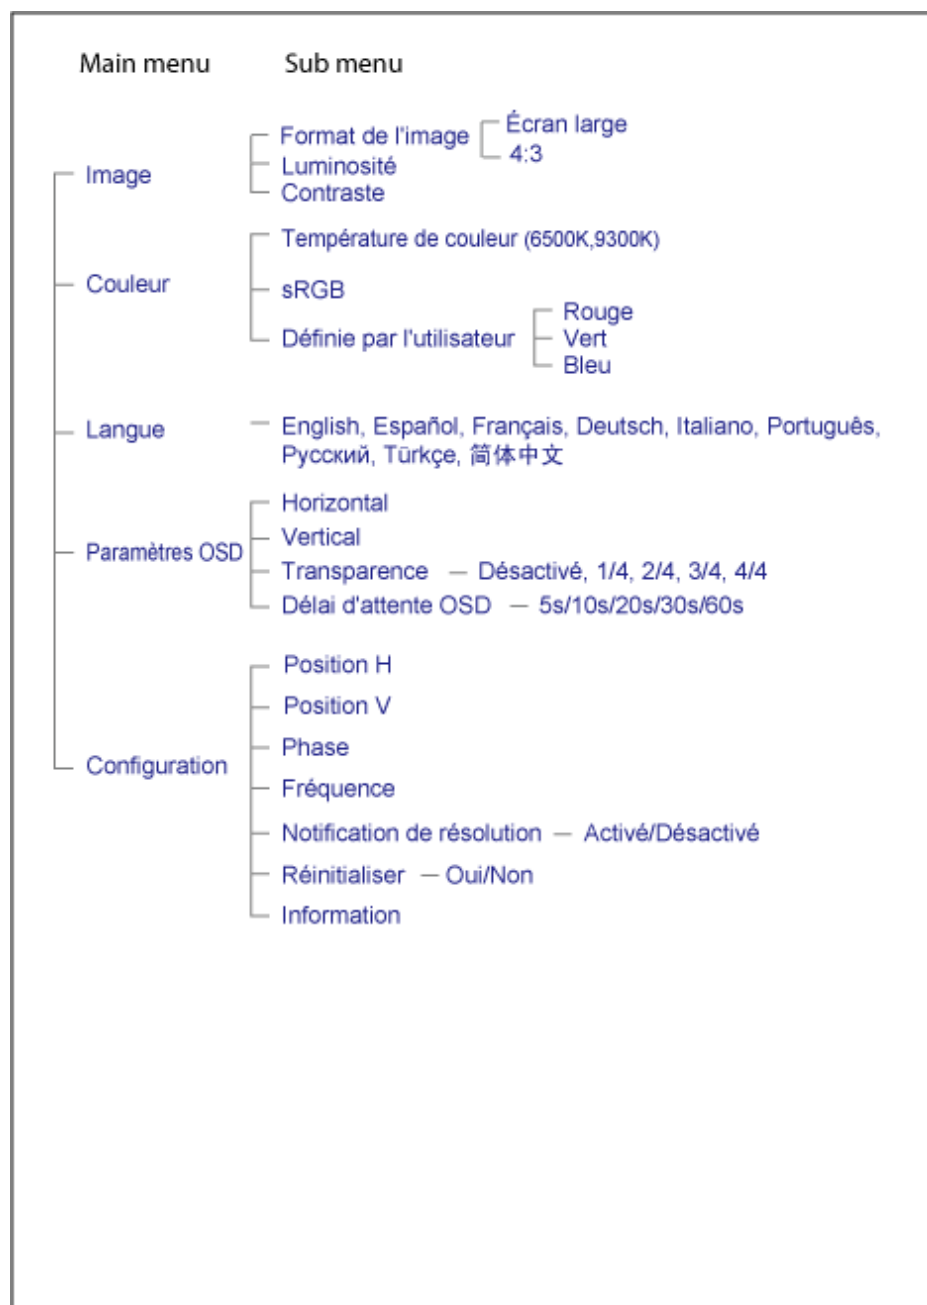 Main menu Sub menu
Écran large
Format de l'image
4:3
Image
Luminosité
Contraste
Température de couleur (6500K,9300K)
Couleur
sRGB
Rouge
Définie par l'utilisateur
Vert
Bleu
Langue
English, Español, Français, Deutsch, Italiano, Português,
Русский, Türkçe, 简体中文
Horizontal
Vertical
Paramètres OSD
Transparence — Désactivé, 1/4, 2/4, 3/4, 4/4
Délai d'attente OSD — 5s/10s/20s/30s/60s
Position H
Position V
Phase
Configuration
Fréquence
Notification de résolution — Activé/Désactivé
Réinitialiser — Oui/Non
Information